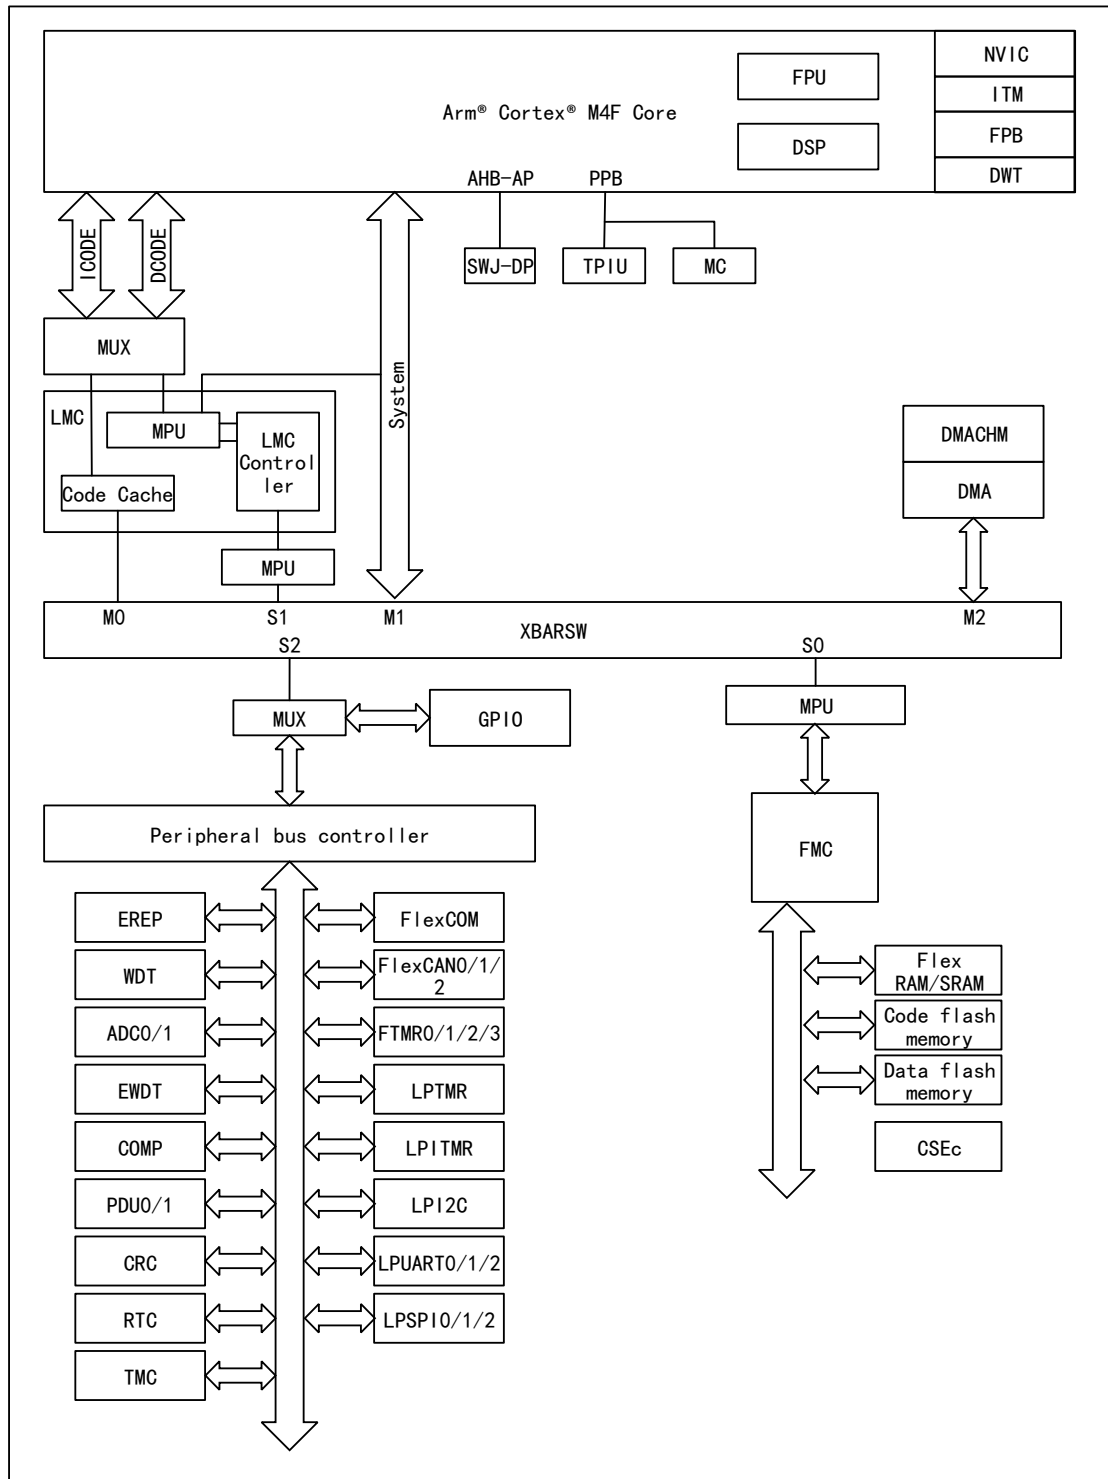 NVIC
FPU
ITM
Arm® Cortex® M4F Core
FPB
DSP
DWT
AHB-AP
PPB
ICODE
DCODE
SWJ-DP
TPIU
MC
MUX
System
LMC
MPU
LMC
Control
ler
Code Cache
DMACHM
DMA
MPU
M0
S1
M1
M2
XBARSW
S2
S0
MUX
GPIO
MPU
Peripheral bus controller
FMC
EREP
FlexCOM
WDT
FlexCAN0/1/
2
ADC0/1
FTMR0/1/2/3
EWDT
LPTMR
COMP
LPITMR
PDU0/1
LPI2C
CRC
LPUART0/1/2
RTC
LPSPI0/1/2
TMC
Flex
RAM/SRAM
Code flash
memory
Data flash
memory
CSEc